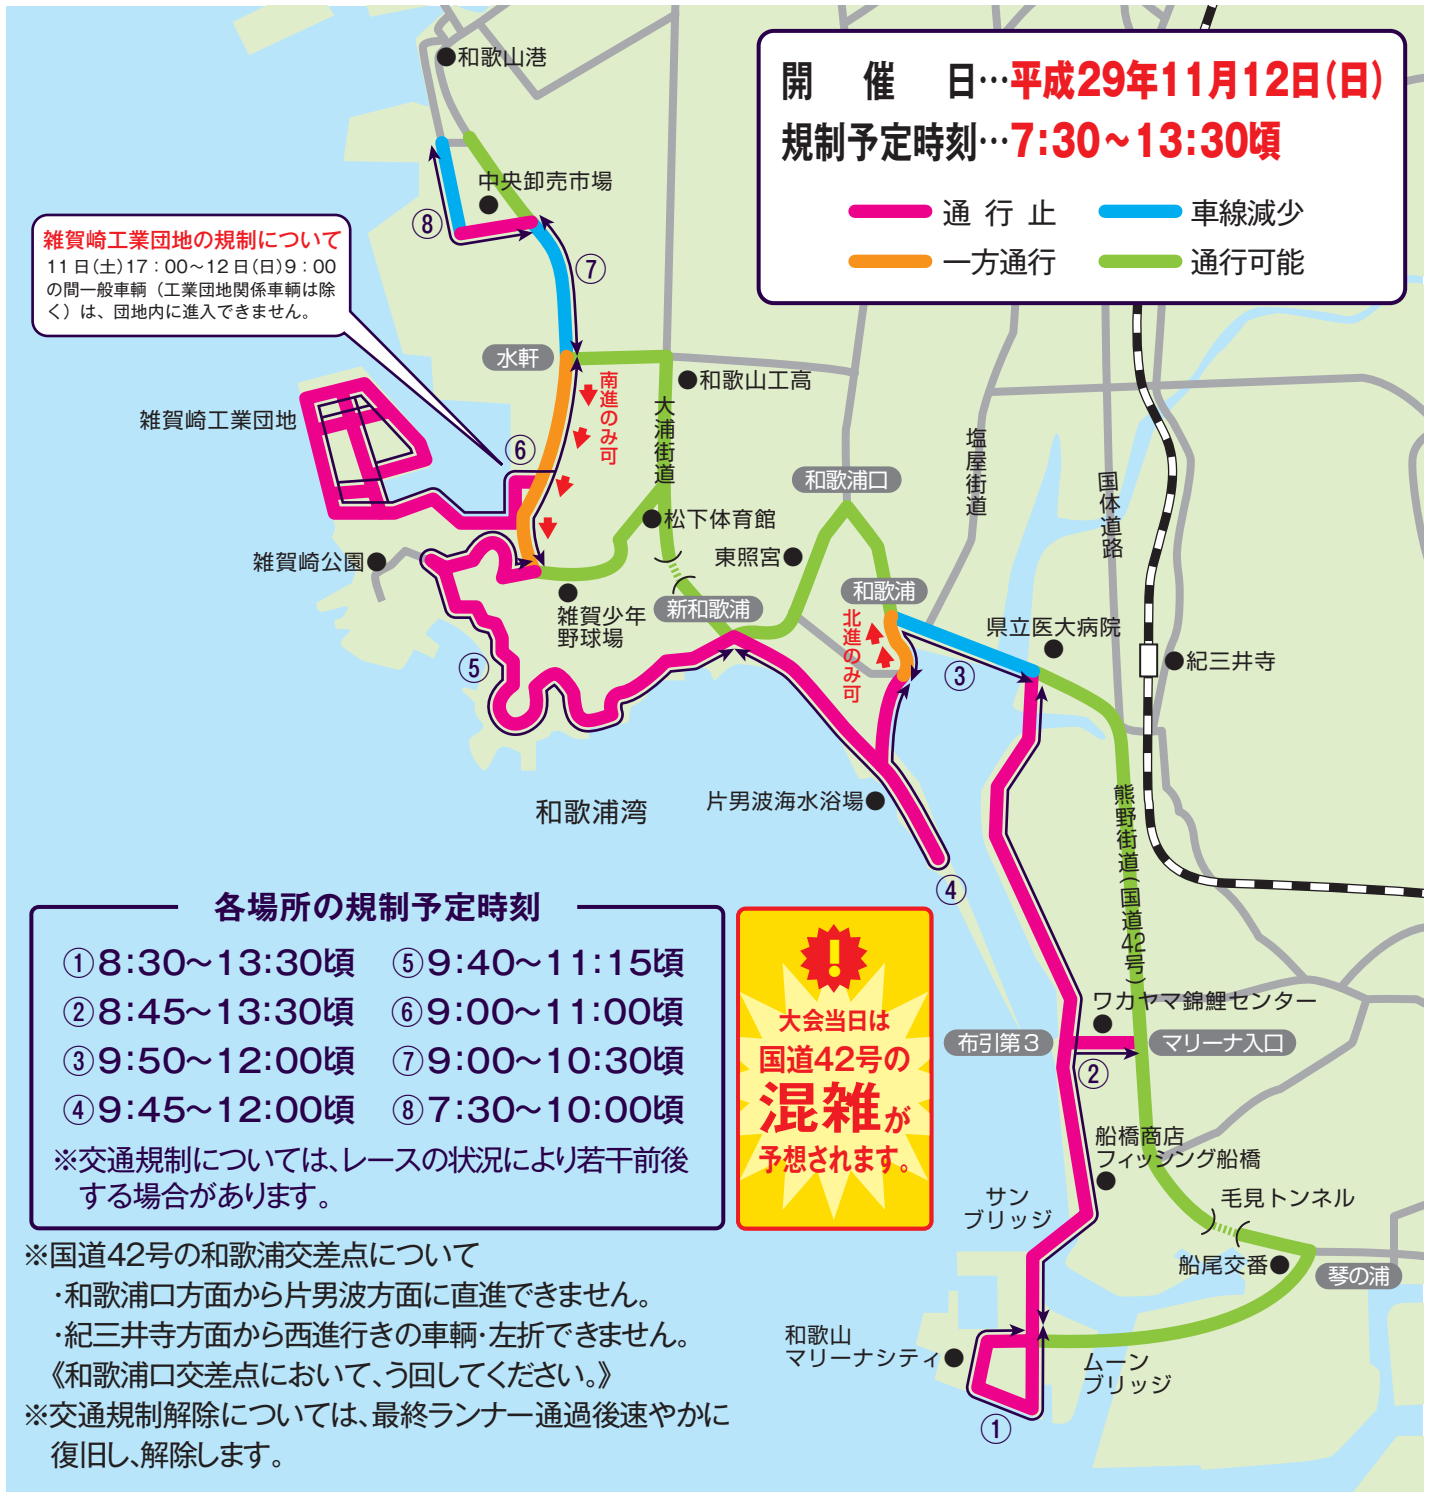 開催日…平成29年11月12日(日)
規制予定時刻…7:30～13:30頃
通行止
車線減少
一方通行
通行可能
和歌山港
中央卸売市場
⑧
⑦
雑賀崎工業団地の規制について
11日(土)17：00～12日(日)9：00
の間一般車輌（工業団地関係車輌は除
く）は、団地内に進入できません。
水軒
和歌山工高
南進のみ可
大浦街道
雑賀崎工業団地
⑥
塩屋街道
国体道路
和歌浦口
松下体育館
東照宮
雑賀崎公園
和歌浦
新和歌浦
雑賀少年
野球場
北進のみ可
県立医大病院
紀三井寺
⑤
③
和歌浦湾
片男波海水浴場
熊野街道(国道42号)
④
各場所の規制予定時刻
①8:30～13:30頃
⑤9:40～11:15頃
②8:45～13:30頃
⑥9:00～11:00頃
③9:50～12:00頃
⑦9:00～10:30頃
④9:45～12:00頃
⑧7:30～10:00頃
※交通規制については、レースの状況により若干前後
する場合があります。
!
大会当日は
国道42号の
混雑が
予想されます。
ワカヤマ錦鯉センター
布引第3
マリーナ入口
②
船橋商店
フィッシング船橋
サン
ブリッジ
毛見トンネル
船尾交番
琴の浦
和歌山
マリーナシティ
ムーン
ブリッジ
①
※国道42号の和歌浦交差点について
・和歌浦口方面から片男波方面に直進できません。
・紀三井寺方面から西進行きの車輌・左折できません。
《和歌浦口交差点において、う回してください。》
※交通規制解除については、最終ランナー通過後速やかに
復旧し、解除します。